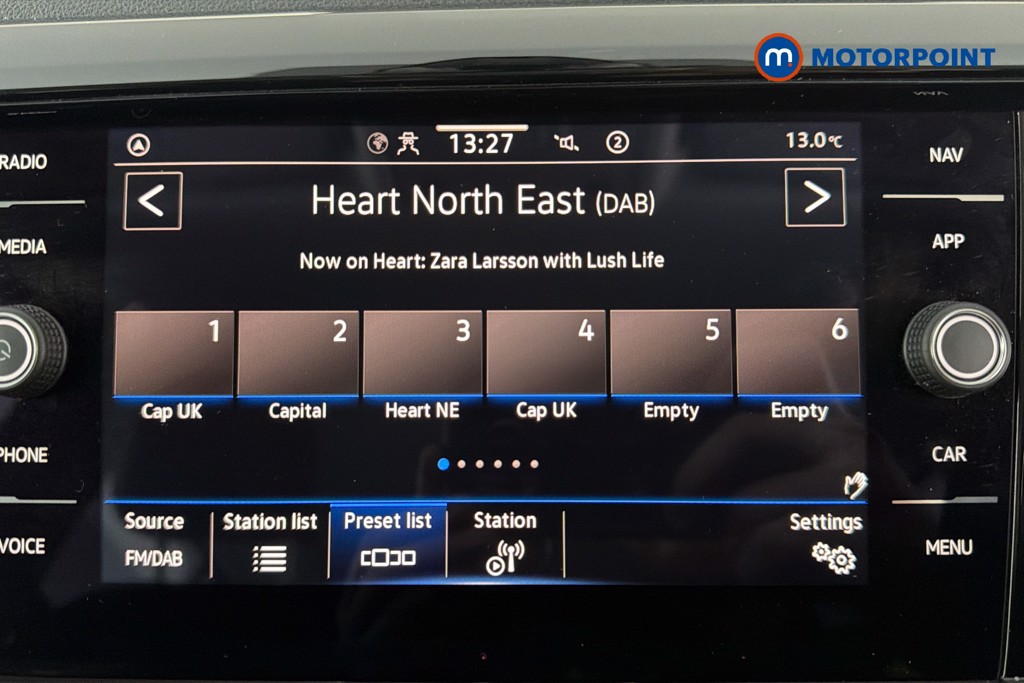 m MOTORPOINT
RADIO
MEDIA
PHONE
VOICE
13:27
2
13.0°C
Heart North East (DAB)
Now on Heart: Zara Larsson with Lush Life
1 2 3 4 5 6
Cap UK Capital Heart NE Cap UK Empty Empty
Source Station list Preset list Station Settings
FM/DAB
NAV
APP
CAR
MENU